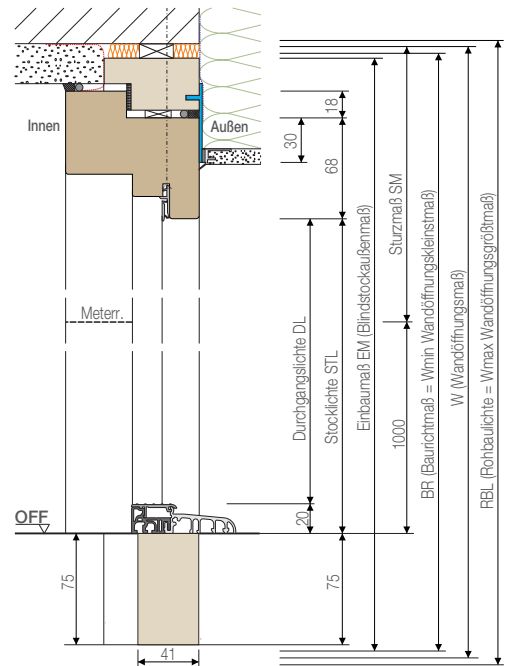 Innen
Außen
18
30
68
Meterr.
Durchgangslichte DL
Stocklichte STL
Einbaumaß EM (Blindstockaußenmaß)
Sturzmaß SM
1000
BR (Baurichtmaß = Wmin Wandöffnungskleinstmaß)
W (Wandöffnungsmaß)
RBL (Rohbaulichte = Wmax Wandöffnungsgrößtmaß)
OFF
20
75
75
41